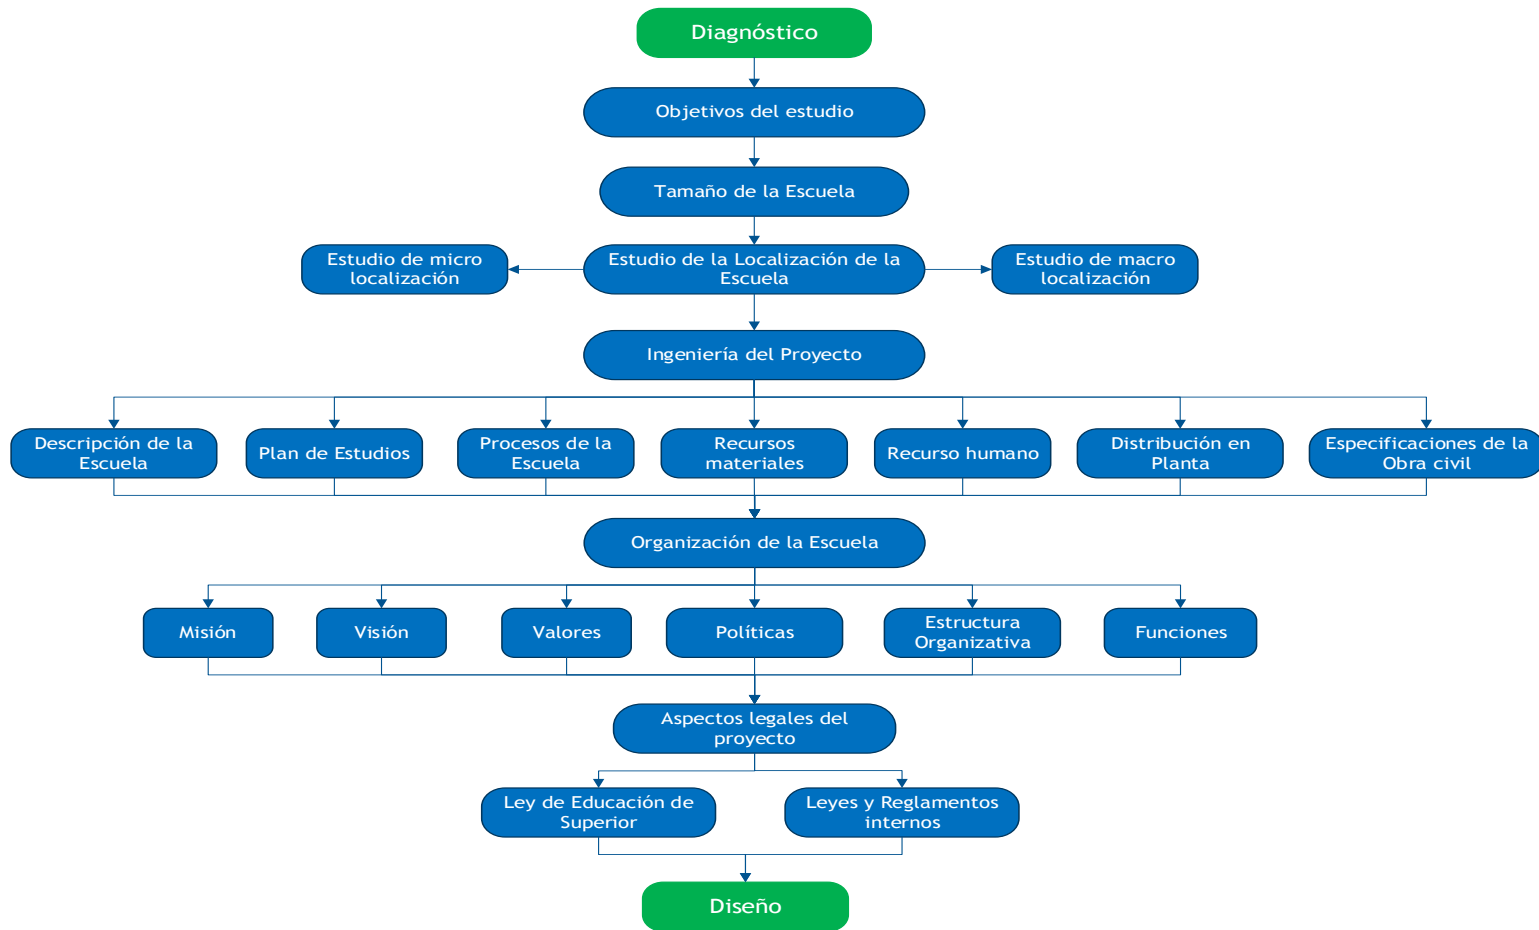 Diagnóstico
Objetivos del estudio
Tamaño de la Escuela
Estudio de micro
localización
Estudio de la Localización de la
Escuela
Estudio de macro
localización
Ingeniería del Proyecto
Descripción de la
Escuela
Plan de Estudios
Procesos de la
Escuela
Recursos
materiales
Recurso humano
Distribución en
Planta
Especificaciones de la
Obra civil
Organización de la Escuela
Misión
Visión
Valores
Políticas
Estructura
Organizativa
Funciones
Aspectos legales del
proyecto
Ley de Educación de
Superior
Leyes y Reglamentos
internos
Diseño